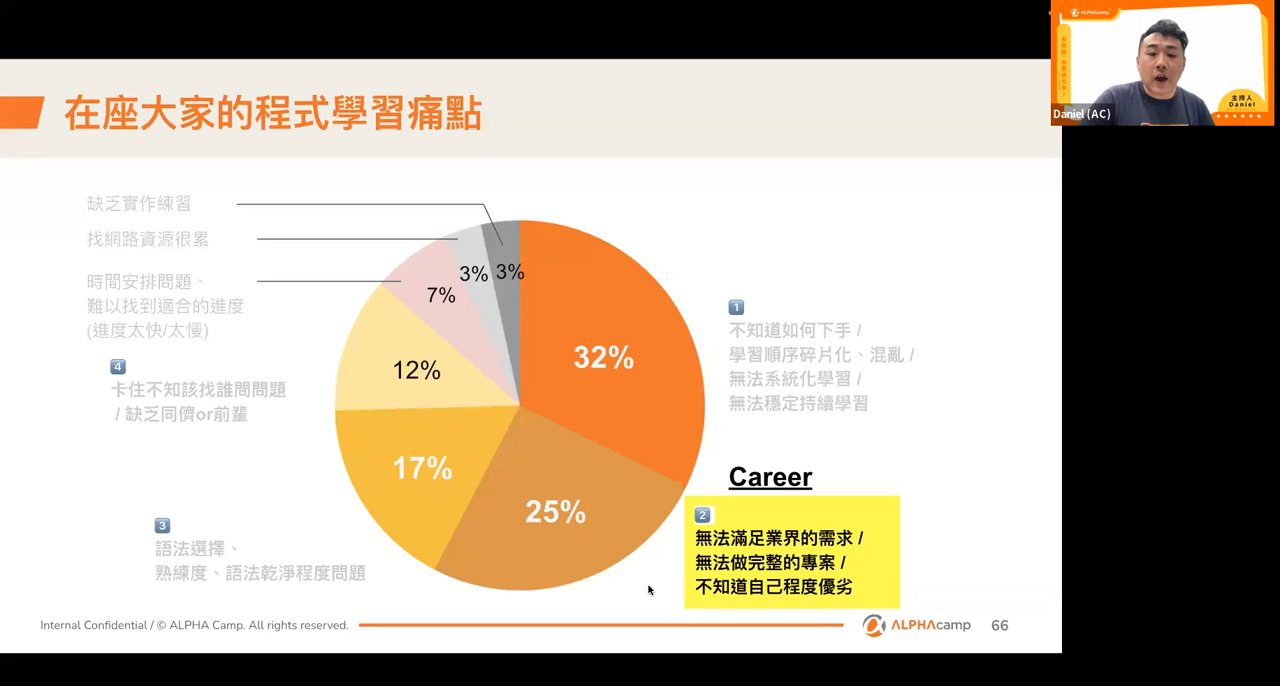 在座大家的程式學習痛點
缺乏實作練習
找網路資源很累
時間安排問題、
難以找到適合的進度
(進度太快/太慢)
4
卡住不知該找誰問問題
/ 缺乏同儕or前輩
3
語法選擇、
熟練度、語法乾淨程度問題
3%
3%
7%
12%
32%
17%
25%
1
不知道如何下手 /
學習順序碎片化、混亂 /
無法系統化學習 /
無法穩定持續學習
Career
2
無法滿足業界的需求 /
無法做完整的專案 /
不知道自己程度優劣
Internal Confidential / © ALPHA Camp. All rights reserved.
ALPHAcamp
66
ALPHAcamp
主持人
Daniel
Daniel (AC)